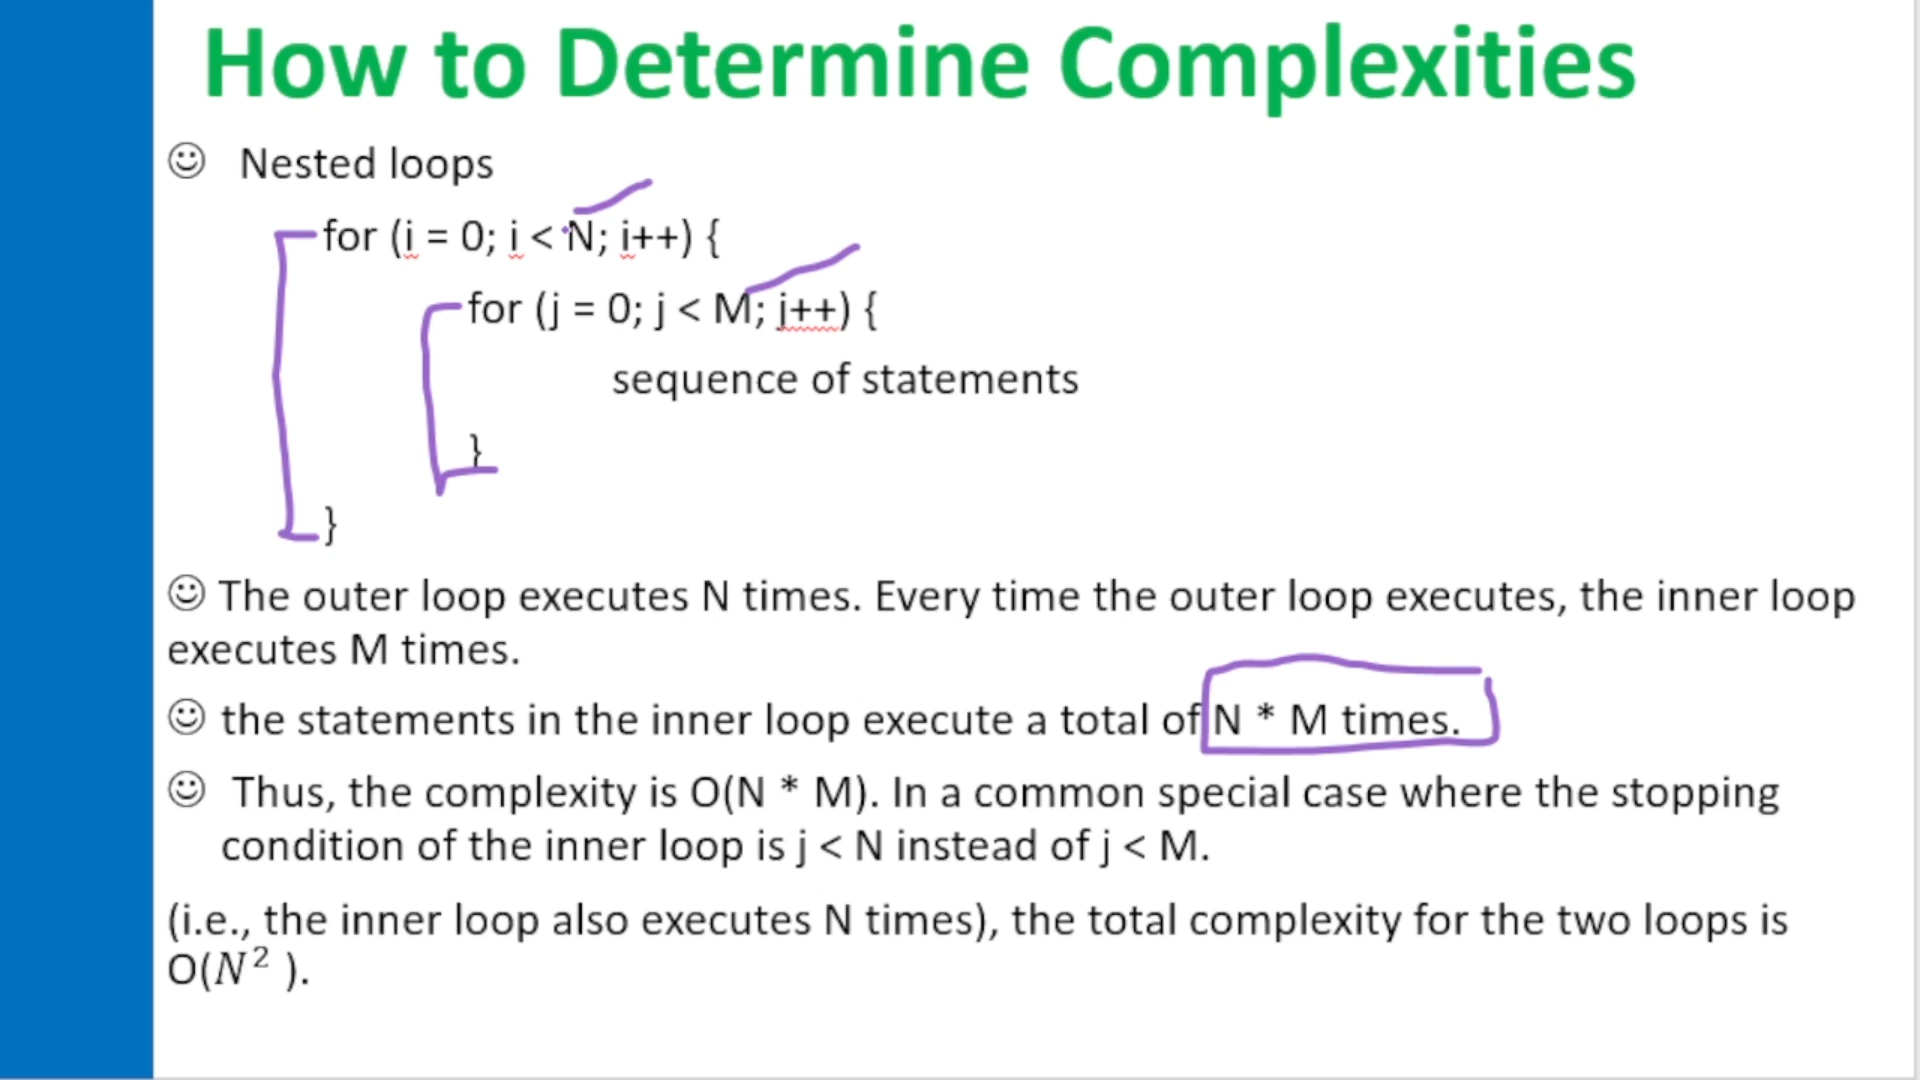 How to Determine Complexities
☺ Nested loops
for (i = 0; i < N; i++) {
for (j = 0; j < M; j++) {
sequence of statements
}
}
☺ The outer loop executes N times. Every time the outer loop executes, the inner loop
executes M times.
☺ the statements in the inner loop execute a total of N * M times.
☺ Thus, the complexity is O(N * M). In a common special case where the stopping
condition of the inner loop is j < N instead of j < M.
(i.e., the inner loop also executes N times), the total complexity for the two loops is
O(N² ).